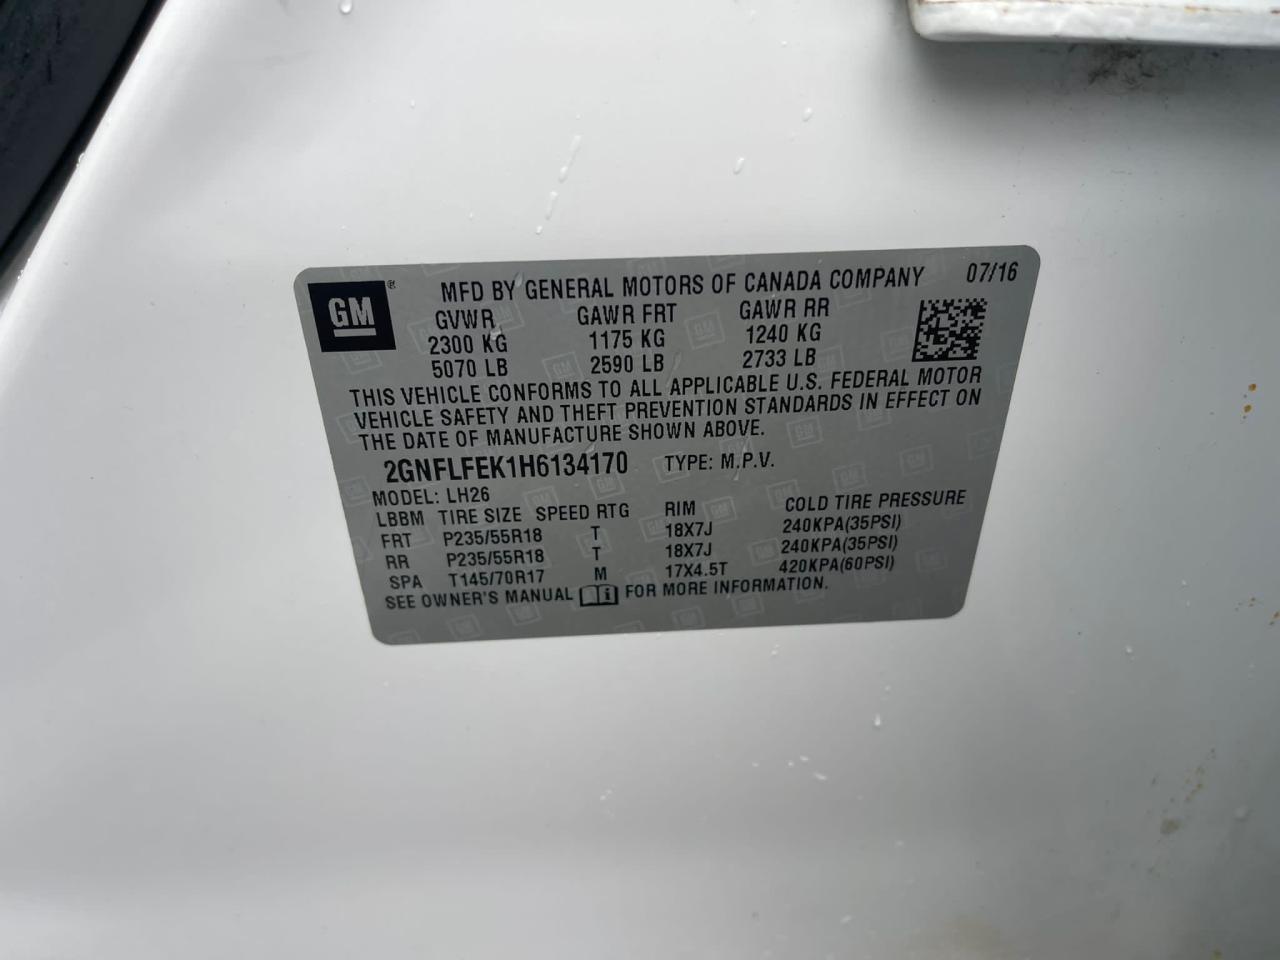 GM ® MFD BY GENERAL MOTORS OF CANADA COMPANY 07/16
GVWR GAWR FRT GAWR RR
2300 KG 1175 KG 1240 KG
5070 LB 2590 LB 2733 LB
THIS VEHICLE CONFORMS TO ALL APPLICABLE U.S. FEDERAL MOTOR
VEHICLE SAFETY AND THEFT PREVENTION STANDARDS IN EFFECT ON
THE DATE OF MANUFACTURE SHOWN ABOVE.
2GNFLFEK1H6134170 TYPE: M.P.V.
MODEL: LH26
LBBM TIRE SIZE SPEED RTG RIM COLD TIRE PRESSURE
FRT P235/55R18 T 18X7J 240KPA(35PSI)
RR P235/55R18 T 18X7J 240KPA(35PSI)
SPA T145/70R17 M 17X4.5T 420KPA(60PSI)
SEE OWNER'S MANUAL i FOR MORE INFORMATION.